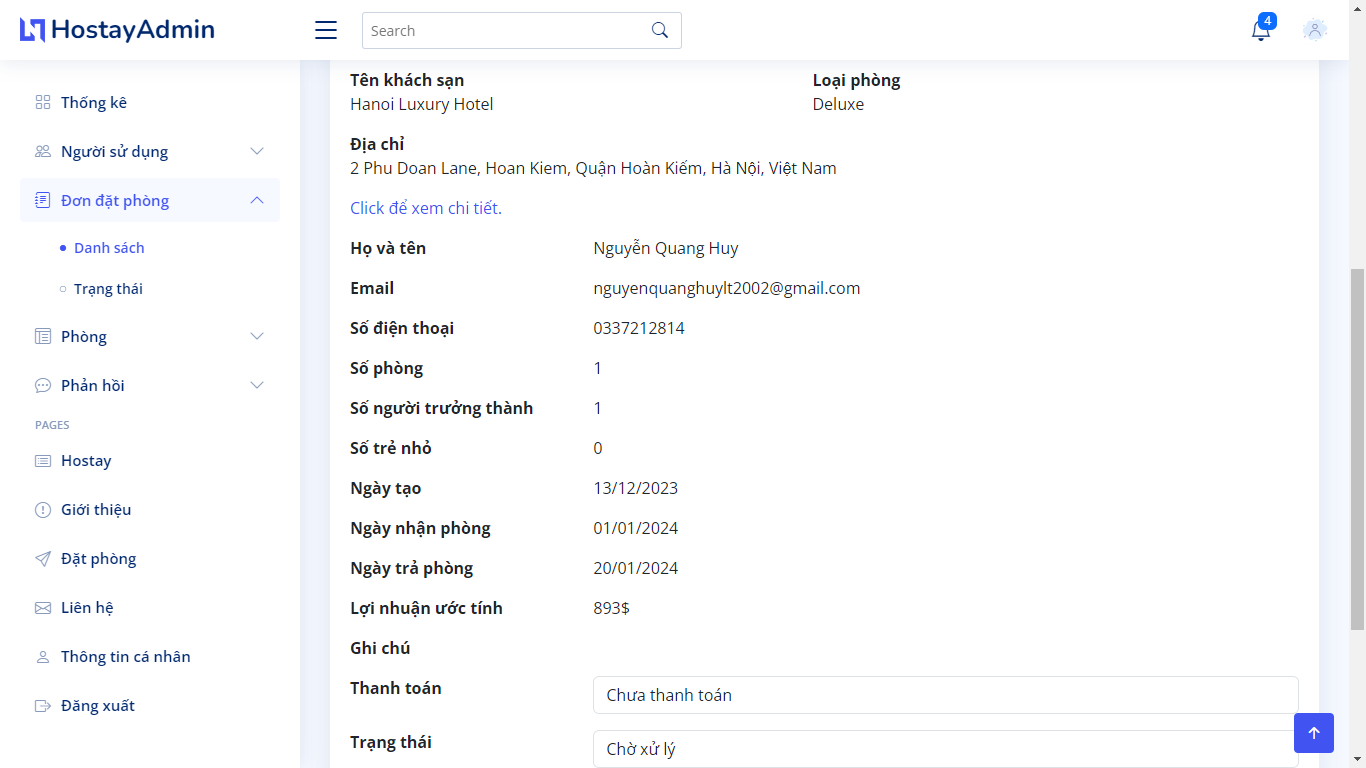 HostayAdmin
Search
4
Thống kê
Người sử dụng
Đơn đặt phòng
Danh sách
Trạng thái
Phòng
Phản hồi
PAGES
Hostay
Giới thiệu
Đặt phòng
Liên hệ
Thông tin cá nhân
Đăng xuất
Tên khách sạn
Hanoi Luxury Hotel
Loại phòng
Deluxe
Địa chỉ
2 Phu Doan Lane, Hoan Kiem, Quận Hoàn Kiếm, Hà Nội, Việt Nam
Click để xem chi tiết.
Họ và tên Nguyễn Quang Huy
Email nguyenquanghuylt2002@gmail.com
Số điện thoại 0337212814
Số phòng 1
Số người trưởng thành 1
Số trẻ nhỏ 0
Ngày tạo 13/12/2023
Ngày nhận phòng 01/01/2024
Ngày trả phòng 20/01/2024
Lợi nhuận ước tính 893$
Ghi chú
Thanh toán Chưa thanh toán
Trạng thái Chờ xử lý